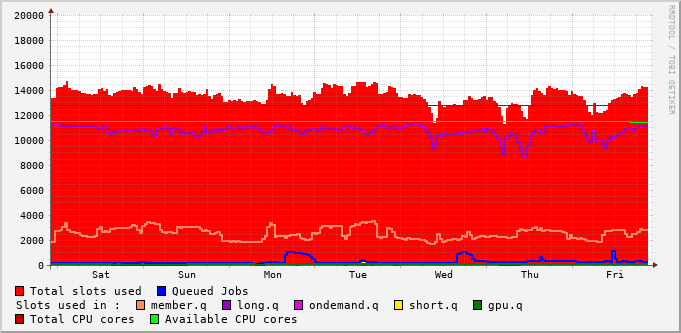 RRDTOOL / TOBI OETIKER
20000
18000
16000
14000
12000
10000
8000
6000
4000
2000
0
Sat Sun Mon Tue Wed Thu Fri
Total slots used Queued Jobs
Slots used in : member.q long.q ondemand.q short.q gpu.q
Total CPU cores Available CPU cores